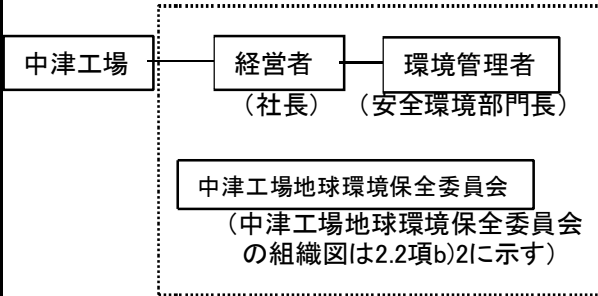 中津工場
経営者
環境管理者
（社長）
（安全環境部門長）
中津工場地球環境保全委員会
（中津工場地球環境保全委員会
の組織図は2.2項b)2に示す）